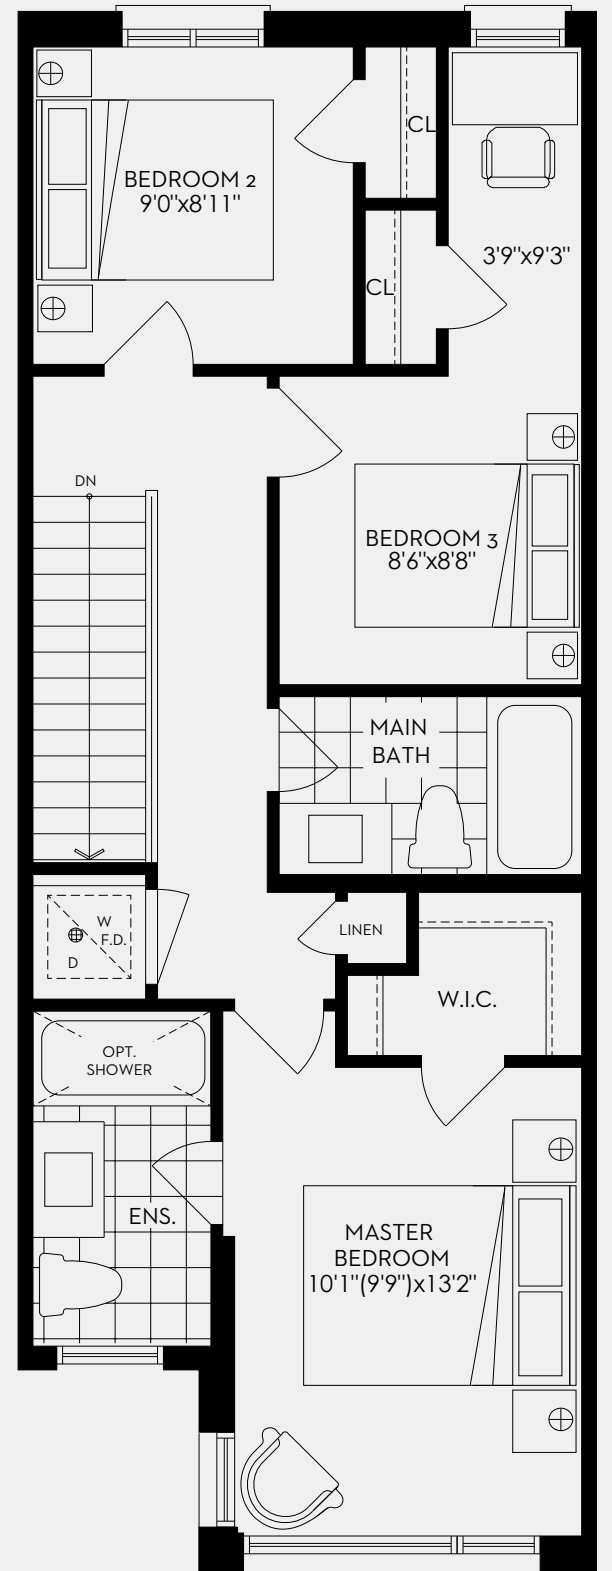 CL
BEDROOM 2
9'0"x8'11"
3'9"x9'3"
CL
DN
BEDROOM 3
8'6"x8'8"
MAIN
BATH
W
F.D.
D
LINEN
W.I.C.
OPT.
SHOWER
ENS.
MASTER
BEDROOM
10'1"(9'9")x13'2"